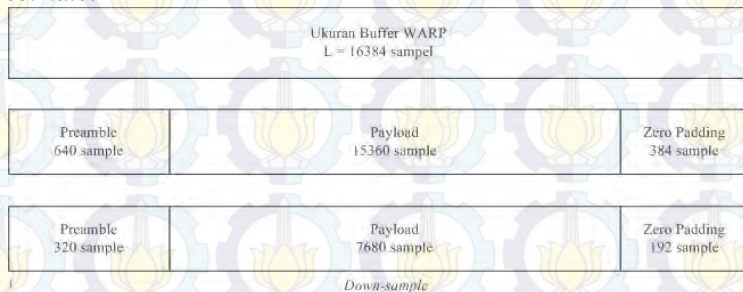 Ukuran Buffer WARP
L = 16384 sampel
Preamble
640 sample
Payload
15360 sample
Zero Padding
384 sample
Preamble
320 sample
Payload
7680 sample
Zero Padding
192 sample
Down-sample